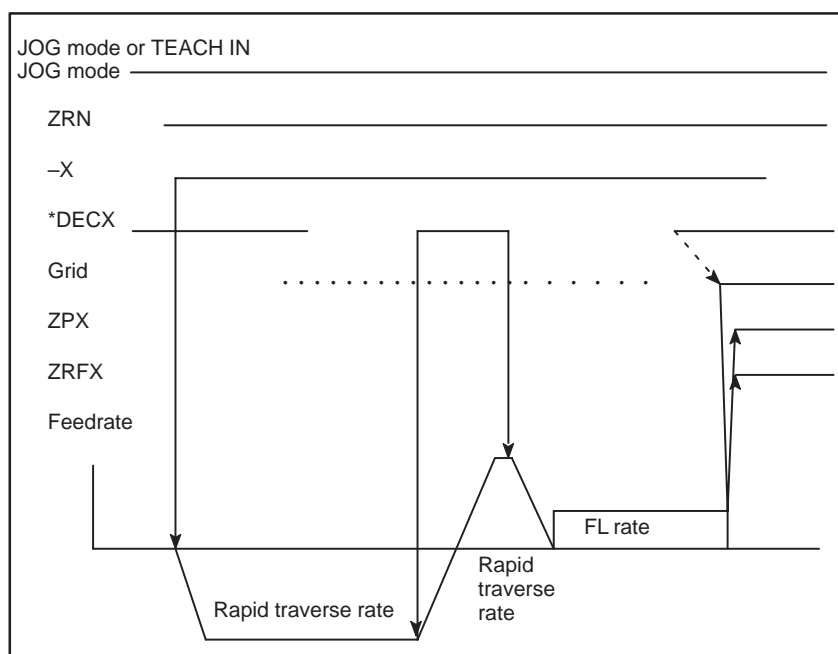 JOG mode or TEACH IN
JOG mode
ZRN
–X
*DECX
Grid
ZPX
ZRFX
Feedrate
FL rate
Rapid
traverse
rate
Rapid traverse rate